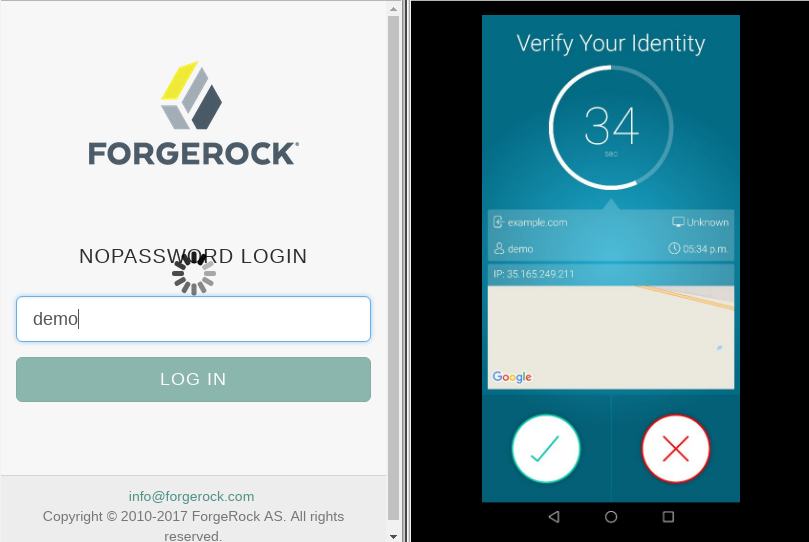 FORGEROCK®
NOPASSWORD LOGIN
demo
LOG IN
info@forgerock.com
Copyright © 2010-2017 ForgeRock AS. All rights
reserved.
Verify Your Identity
34
sec
example.com
Unknown
demo
05:34 p.m.
IP: 35.165.249.211
Google